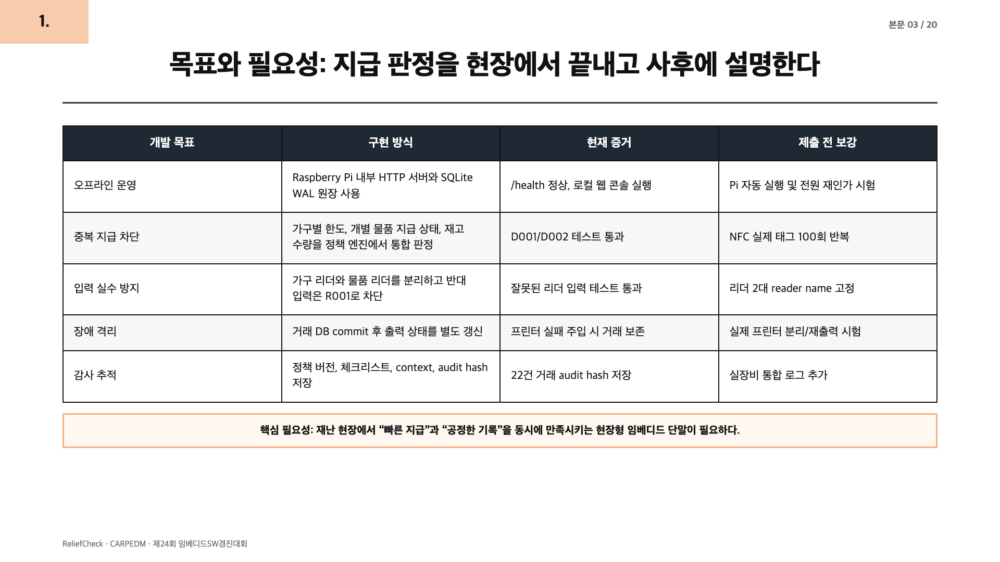 1.
본문 03 / 20
목표와 필요성: 지급 판정을 현장에서 끝내고 사후에 설명한다
개발 목표
구현 방식
현재 증거
제출 전 보강
오프라인 운영
Raspberry Pi 내부 HTTP 서버와 SQLite
WAL 원장 사용
/health 정상, 로컬 웹 콘솔 실행
Pi 자동 실행 및 전원 재인가 시험
중복 지급 차단
가구별 한도, 개별 물품 지급 상태, 재고
수량을 정책 엔진에서 통합 판정
D001/D002 테스트 통과
NFC 실제 태그 100회 반복
입력 실수 방지
가구 리더와 물품 리더를 분리하고 반대
입력은 R001로 차단
잘못된 리더 입력 테스트 통과
리더 2대 reader name 고정
장애 격리
거래 DB commit 후 출력 상태를 별도 갱신
프린터 실패 주입 시 거래 보존
실제 프린터 분리/재출력 시험
감사 추적
정책 버전, 체크리스트, context, audit hash
저장
22건 거래 audit hash 저장
실장비 통합 로그 추가
핵심 필요성: 재난 현장에서 “빠른 지급”과 “공정한 기록”을 동시에 만족시키는 현장형 임베디드 단말이 필요하다.
ReliefCheck · CARPEDM · 제24회 임베디드SW경진대회